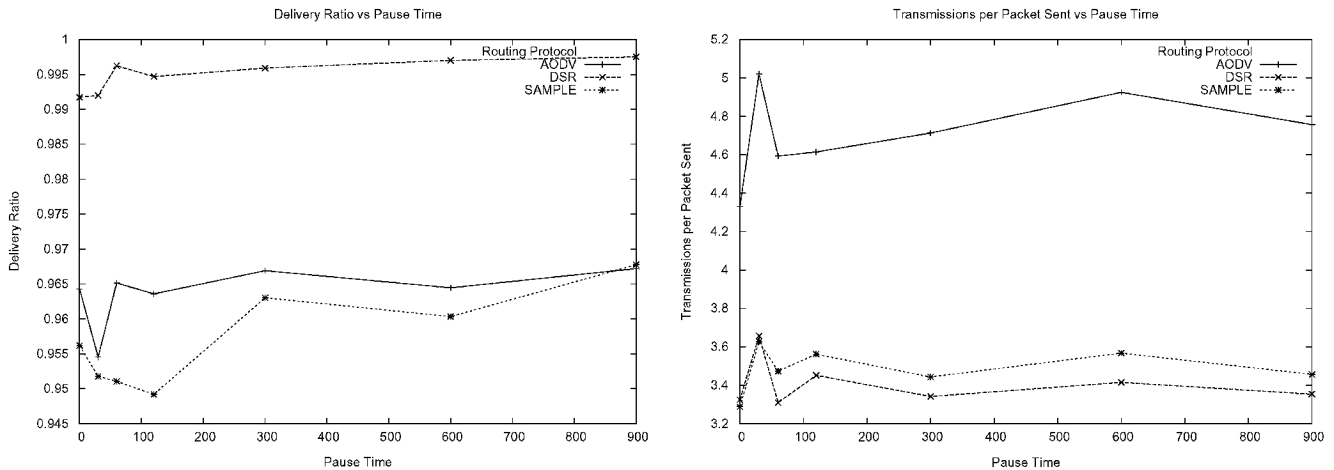 Delivery Ratio vs Pause Time
1
0.995
0.99
0.985
0.98
0.975
0.97
0.965
0.96
0.955
0.95
0.945
Delivery Ratio
Routing Protocol
AODV
DSR
SAMPLE
0 100 200 300 400 500 600 700 800 900
Pause Time
Transmissions per Packet Sent vs Pause Time
5.2
5
4.8
4.6
4.4
4.2
4
3.8
3.6
3.4
3.2
Transmissions per Packet Sent
Routing Protocol
AODV
DSR
SAMPLE
0 100 200 300 400 500 600 700 800 900
Pause Time